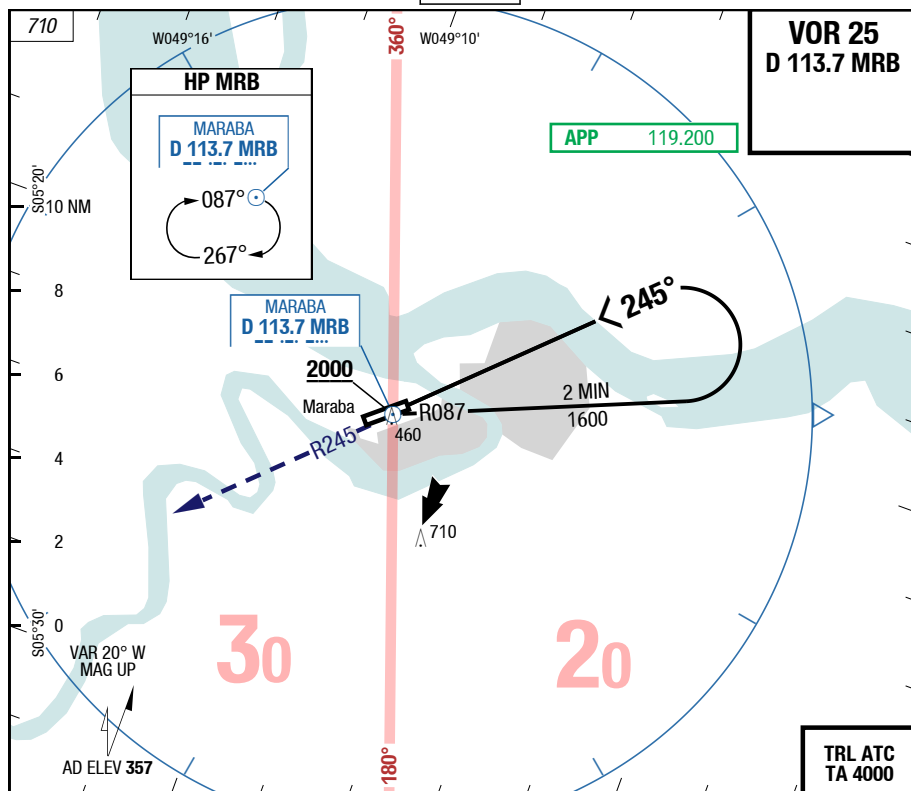 710
W049°16'
360°
W049°10'
VOR 25
D 113.7 MRB
HP MRB
MARABA
D 113.7 MRB
087°
267°
APP 119.200
S05°20'
10 NM
8
MARABA
D 113.7 MRB
< 245°
6
2000
2 MIN
1600
Maraba
R087
460
R245
4
710
2
S05°30'
0
30
20
VAR 20° W
MAG UP
AD ELEV 357
180°
TRL ATC
TA 4000